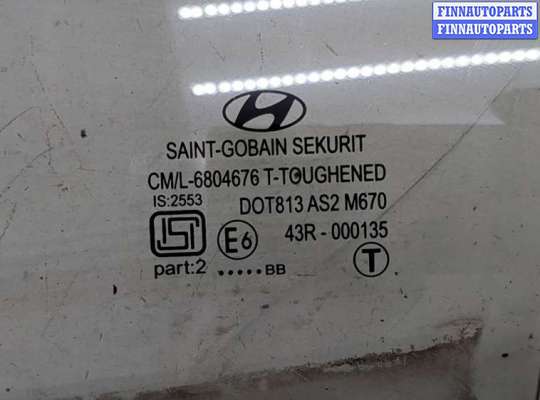 FINNAUTOPARTS
FINNAUTOPARTS
SAINT-GOBAIN SEKURIT
CM/L-6804676 T-TOUGHENED
IS:2553 DOT813 AS2 M670
E6 43R - 000135
part:2 .....BB T